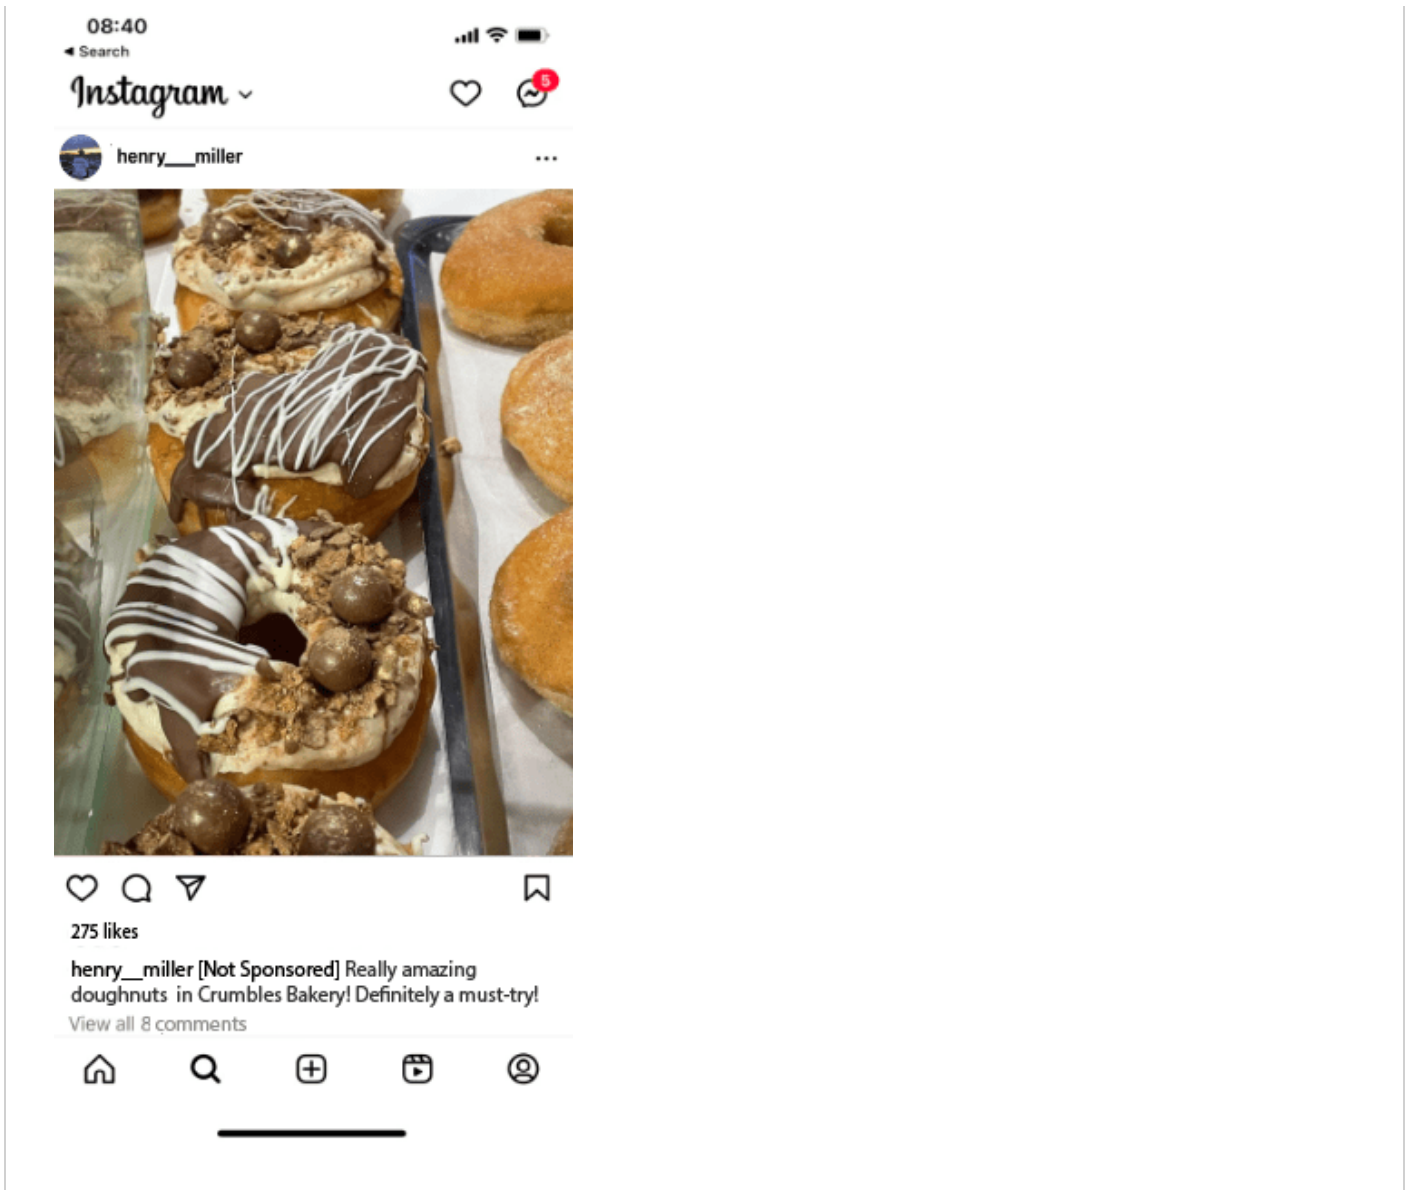 08:40
◄ Search
Instagram
5
henry___miller
275 likes
henry__miller [Not Sponsored] Really amazing
doughnuts in Crumbles Bakery! Definitely a must-try!
View all 8 comments